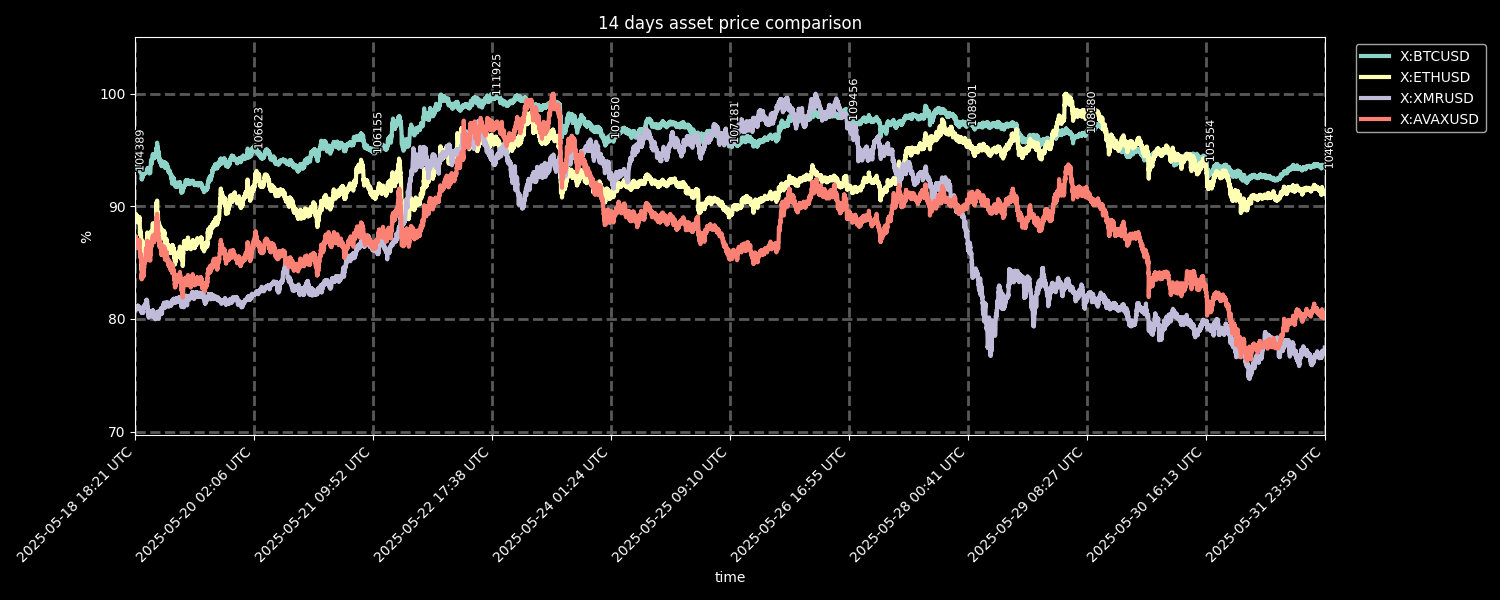 14 days asset price comparison
X:BTCUSD
X:ETHUSD
X:XMRUSD
X:AVAXUSD
100
90
80
70
%
104389
106623
106155
111925
107650
107181
109456
108901
108180
105354
104646
2025-05-18 18:21 UTC
2025-05-20 02:06 UTC
2025-05-21 09:52 UTC
2025-05-22 17:38 UTC
2025-05-24 01:24 UTC
2025-05-25 09:10 UTC
2025-05-26 16:55 UTC
2025-05-28 00:41 UTC
2025-05-29 08:27 UTC
2025-05-30 16:13 UTC
2025-05-31 23:59 UTC
time